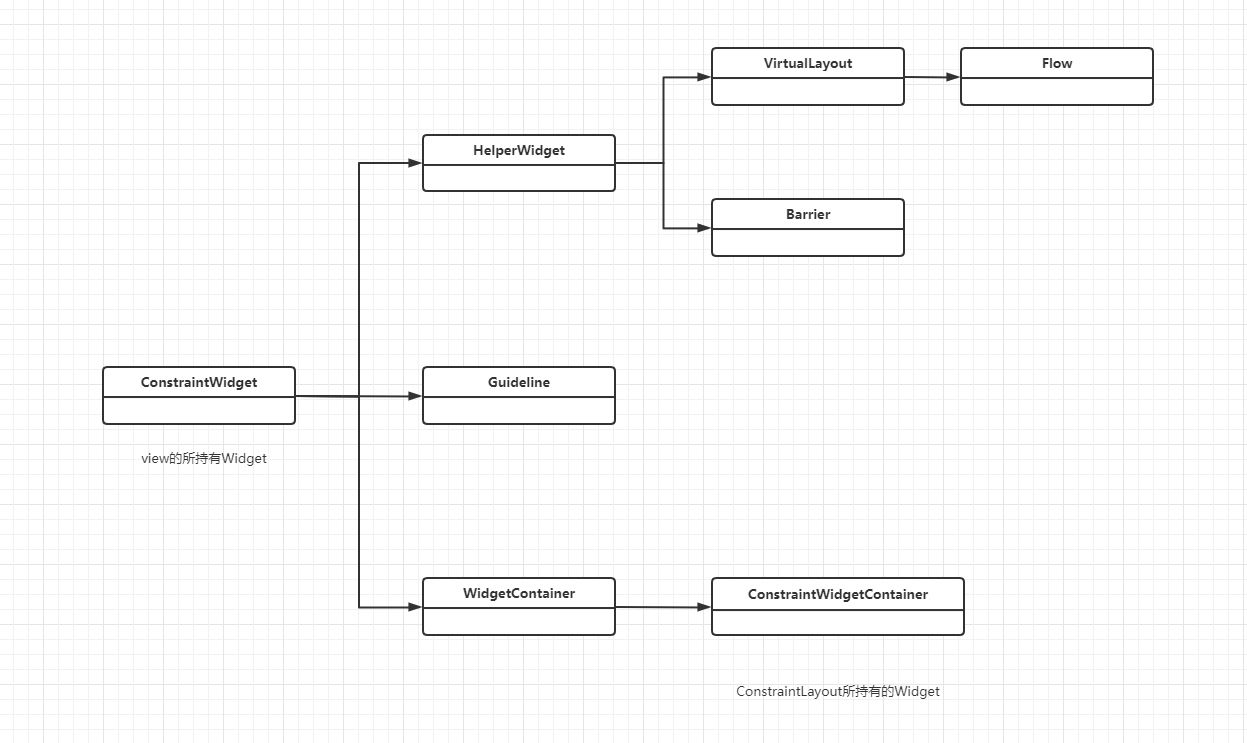 VirtualLayout
Flow
HelperWidget
Barrier
ConstraintWidget
Guideline
view的所持有Widget
WidgetContainer
ConstraintWidgetContainer
ConstraintLayout所持有的Widget